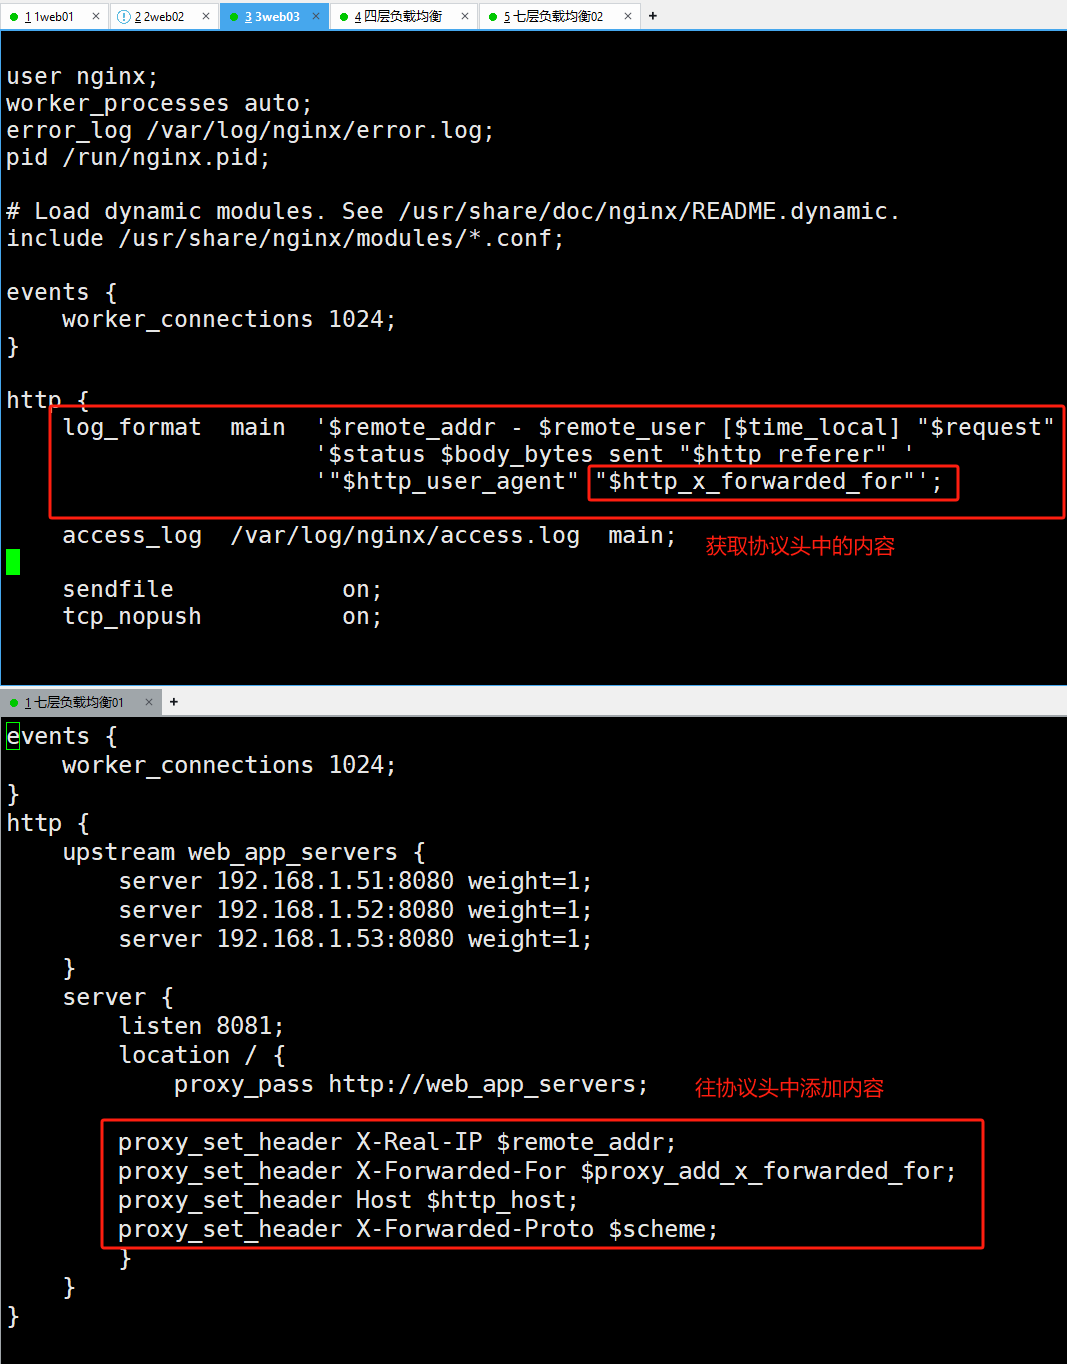 1 1web01 ×
2 2web02 ×
3 3web03 ×
4 四层负载均衡 ×
5 七层负载均衡02 ×
+
user nginx;
worker_processes auto;
error_log /var/log/nginx/error.log;
pid /run/nginx.pid;
# Load dynamic modules. See /usr/share/doc/nginx/README.dynamic.
include /usr/share/nginx/modules/*.conf;
events {
    worker_connections 1024;
}
http {
    log_format  main  '$remote_addr - $remote_user [$time_local] "$request"
                      '$status $body_bytes_sent "$http_referer" '
                      '"$http_user_agent" "$http_x_forwarded_for"';
    access_log  /var/log/nginx/access.log  main;
获取协议头中的内容
    sendfile            on;
    tcp_nopush          on;
1 七层负载均衡01 × +
events {
    worker_connections 1024;
}
http {
    upstream web_app_servers {
        server 192.168.1.51:8080 weight=1;
        server 192.168.1.52:8080 weight=1;
        server 192.168.1.53:8080 weight=1;
    }
    server {
        listen 8081;
        location / {
            proxy_pass http://web_app_servers;
往协议头中添加内容
        proxy_set_header X-Real-IP $remote_addr;
        proxy_set_header X-Forwarded-For $proxy_add_x_forwarded_for;
        proxy_set_header Host $http_host;
        proxy_set_header X-Forwarded-Proto $scheme;
        }
    }
}